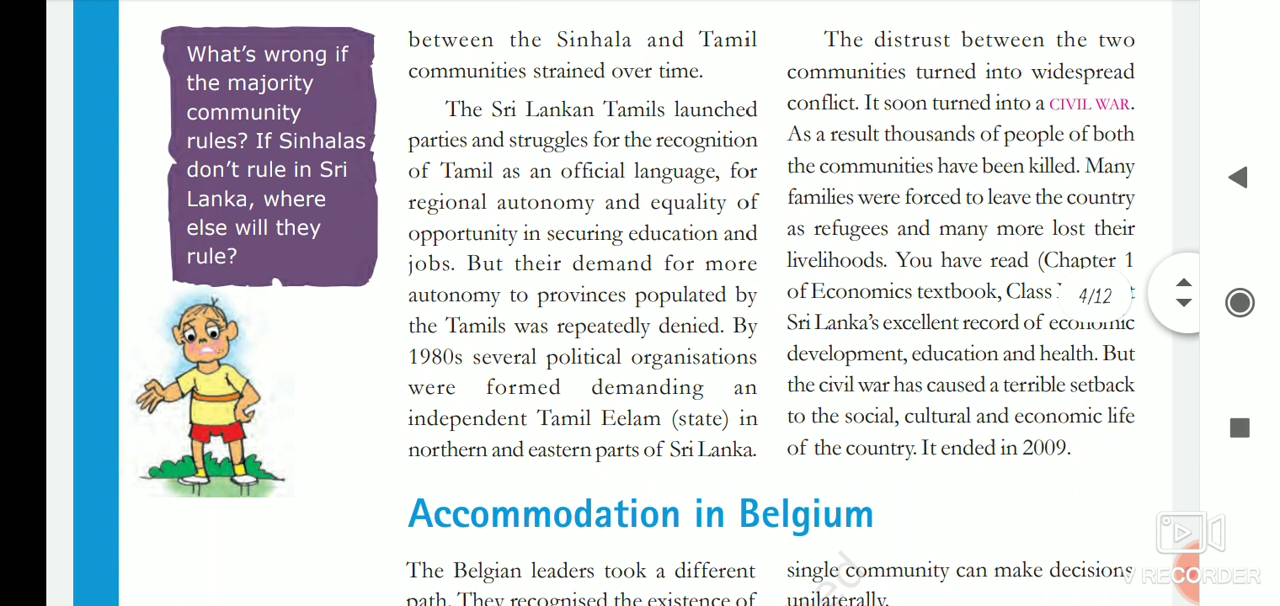 What's wrong if
the majority
community
rules? If Sinhalas
don't rule in Sri
Lanka, where
else will they
rule?
between the Sinhala and Tamil
communities strained over time.
The Sri Lankan Tamils launched
parties and struggles for the recognition
of Tamil as an official language, for
regional autonomy and equality of
opportunity in securing education and
jobs. But their demand for more
autonomy to provinces populated by
the Tamils was repeatedly denied. By
1980s several political organisations
were formed demanding an
independent Tamil Eelam (state) in
northern and eastern parts of Sri Lanka.
The distrust between the two
communities turned into widespread
conflict. It soon turned into a CIVIL WAR.
As a result thousands of people of both
the communities have been killed. Many
families were forced to leave the country
as refugees and many more lost their
livelihoods. You have read (Chapter 1
of Economics textbook, Class
Sri Lanka's excellent record of economic
development, education and health. But
the civil war has caused a terrible setback
to the social, cultural and economic life
of the country. It ended in 2009.
4/12
Accommodation in Belgium
The Belgian leaders took a different
path. They recognised the existence of
single community can make decisions
unilaterally.
V RECORDER